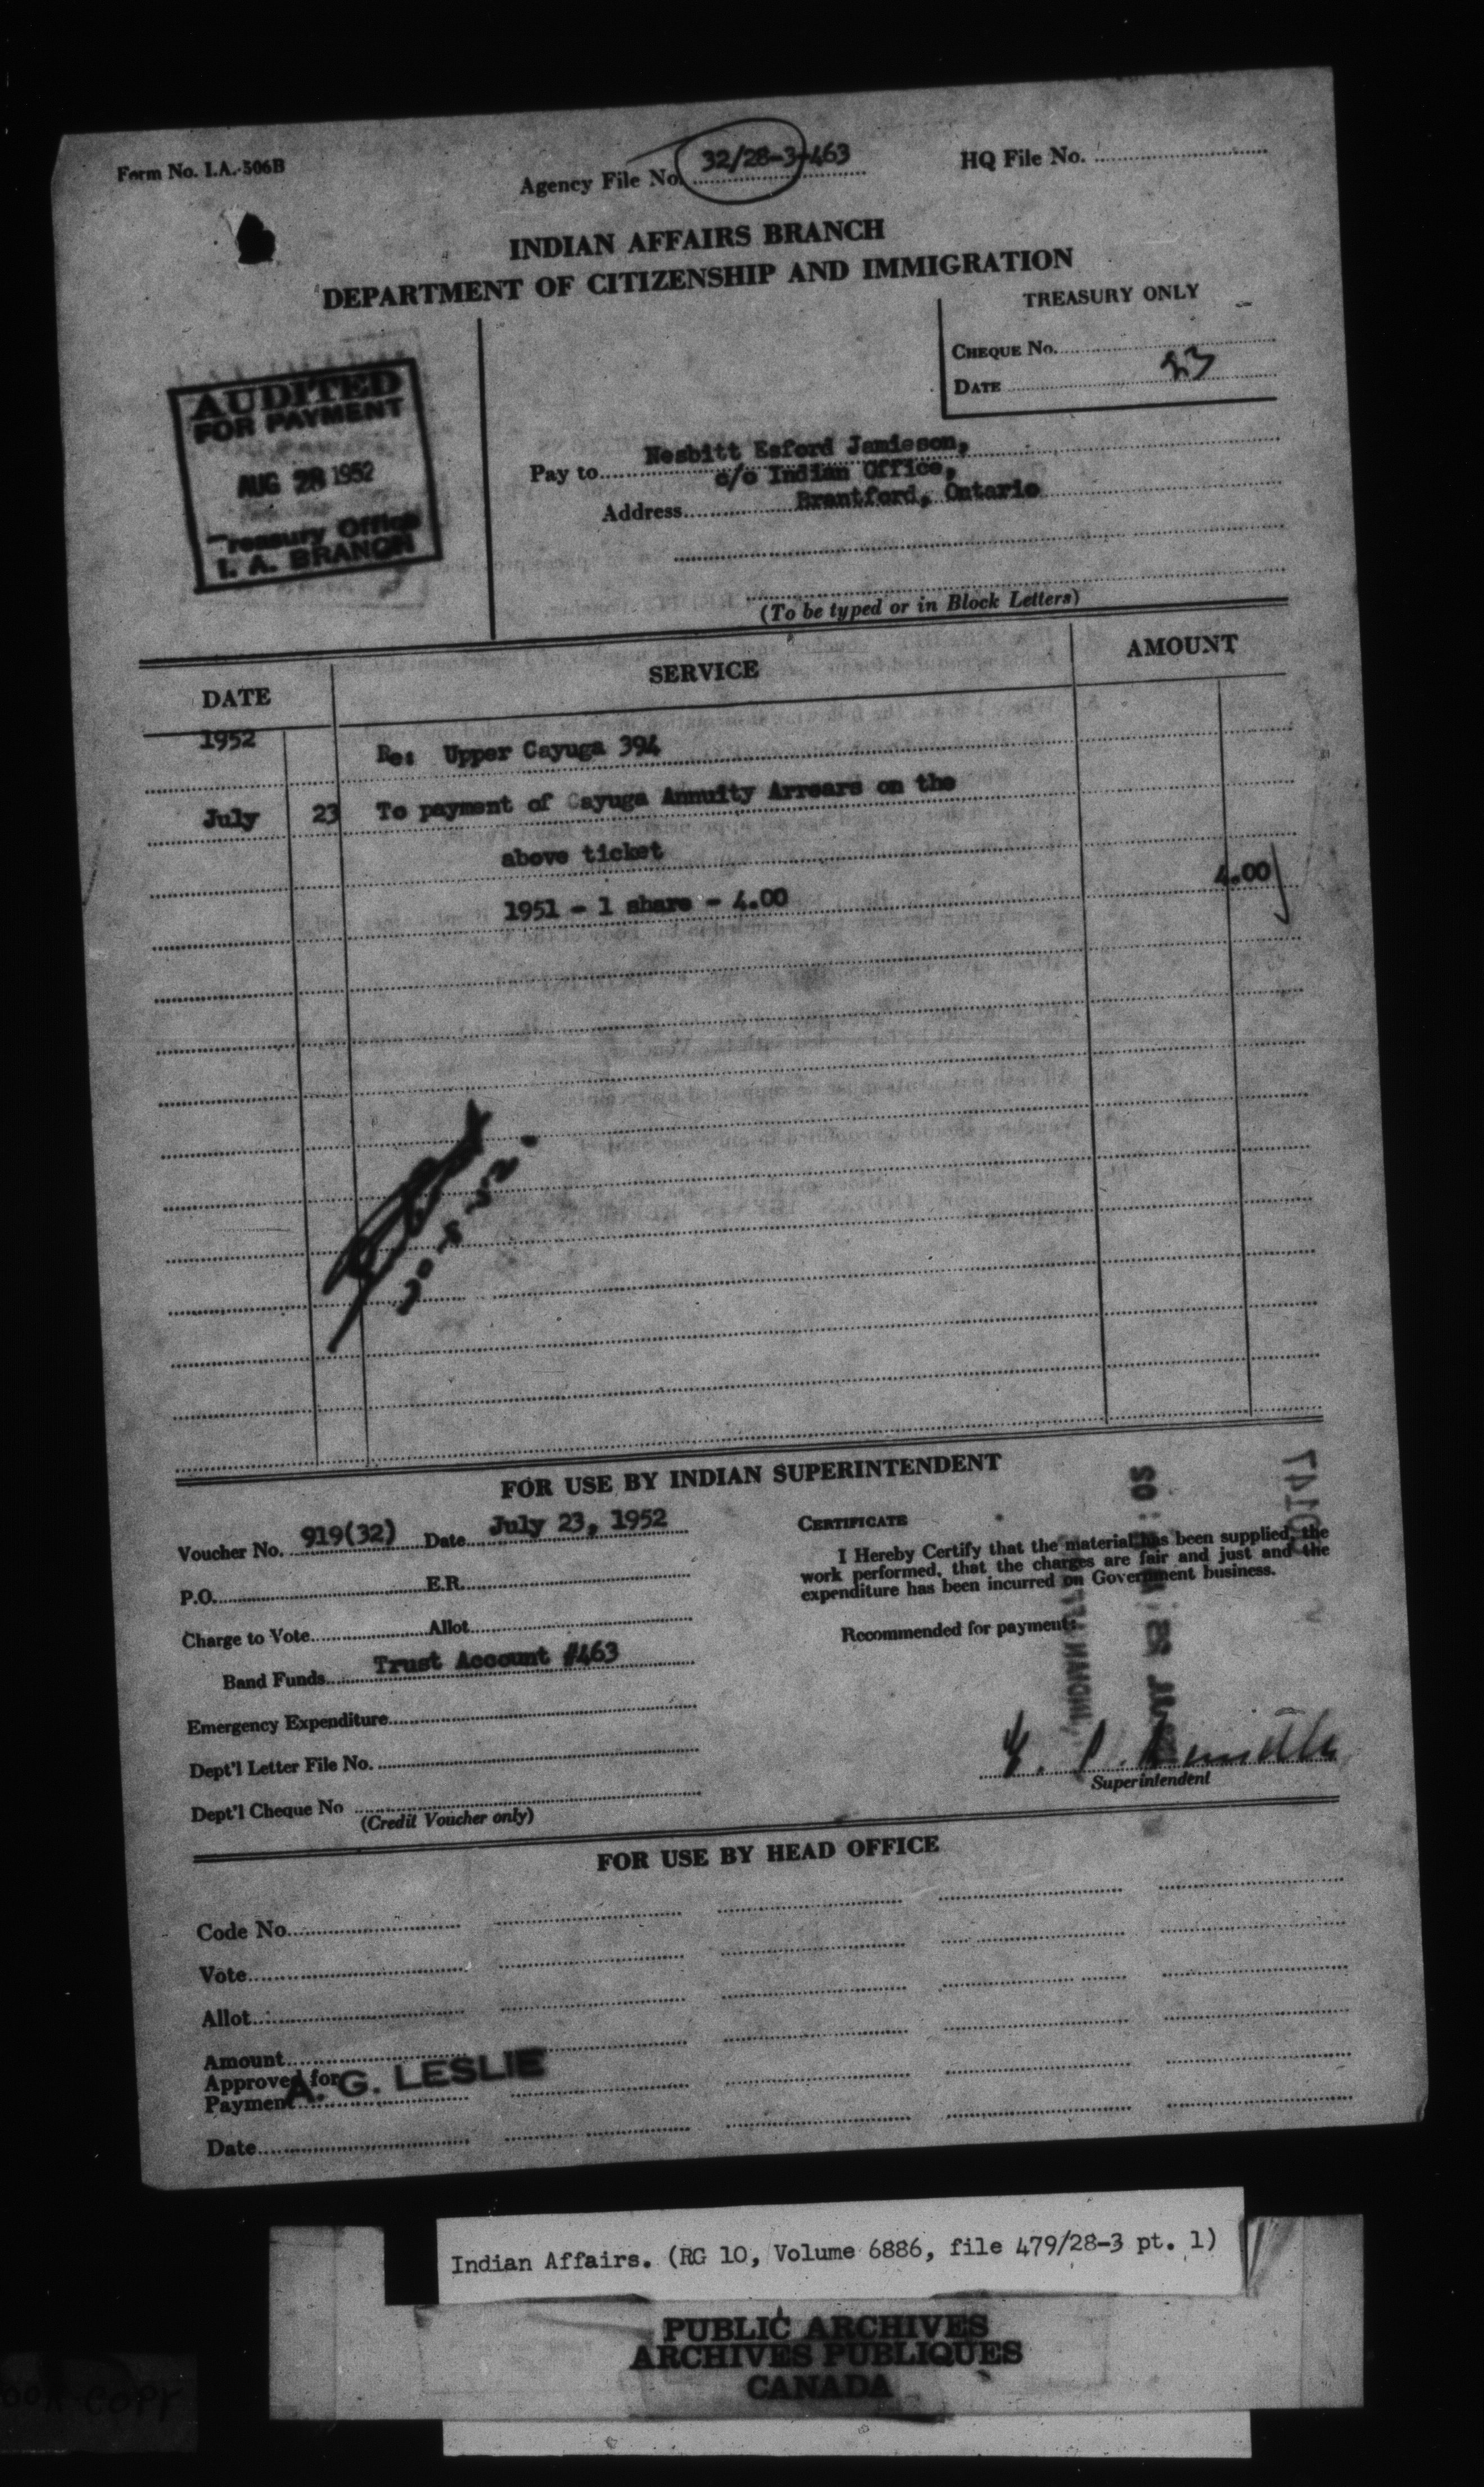 Form No. I.A.-506B
Agency File No. 32/28-3-463
HQ File No.
INDIAN AFFAIRS BRANCH
DEPARTMENT OF CITIZENSHIP AND IMMIGRATION
TREASURY ONLY
CHEQUE No.
DATE 23
AUDITED
FOR PAYMENT
AUG 28 1952
Treasury Office
I. A. BRANCH
Pay to Nesbitt Esford Jamieson,
c/o Indian Office,
Address Brantford, Ontario
(To be typed or in Block Letters)
DATE SERVICE AMOUNT
1952 Re: Upper Cayuga 394
July 23 To payment of Cayuga Annuity Arrears on the
above ticket
1951 - 1 share - 4.00 4.00
FOR USE BY INDIAN SUPERINTENDENT
Voucher No. 919(32) Date July 23, 1952
P.O. E.R.
Charge to Vote Allot.
Band Funds Trust Account #463
Emergency Expenditure
Dept'l Letter File No.
Dept'l Cheque No
(Credit Voucher only)
CERTIFICATE
I Hereby Certify that the material has been supplied, the
work performed, that the charges are fair and just and the
expenditure has been incurred on Government business.
Recommended for payment:
Superintendent
FOR USE BY HEAD OFFICE
Code No.
Vote
Allot.
Amount
Approved for
Payment A. G. LESLIE
Date
Indian Affairs. (RG 10, Volume 6886, file 479/28-3 pt. 1)
PUBLIC ARCHIVES
ARCHIVES PUBLIQUES
CANADA
COPY